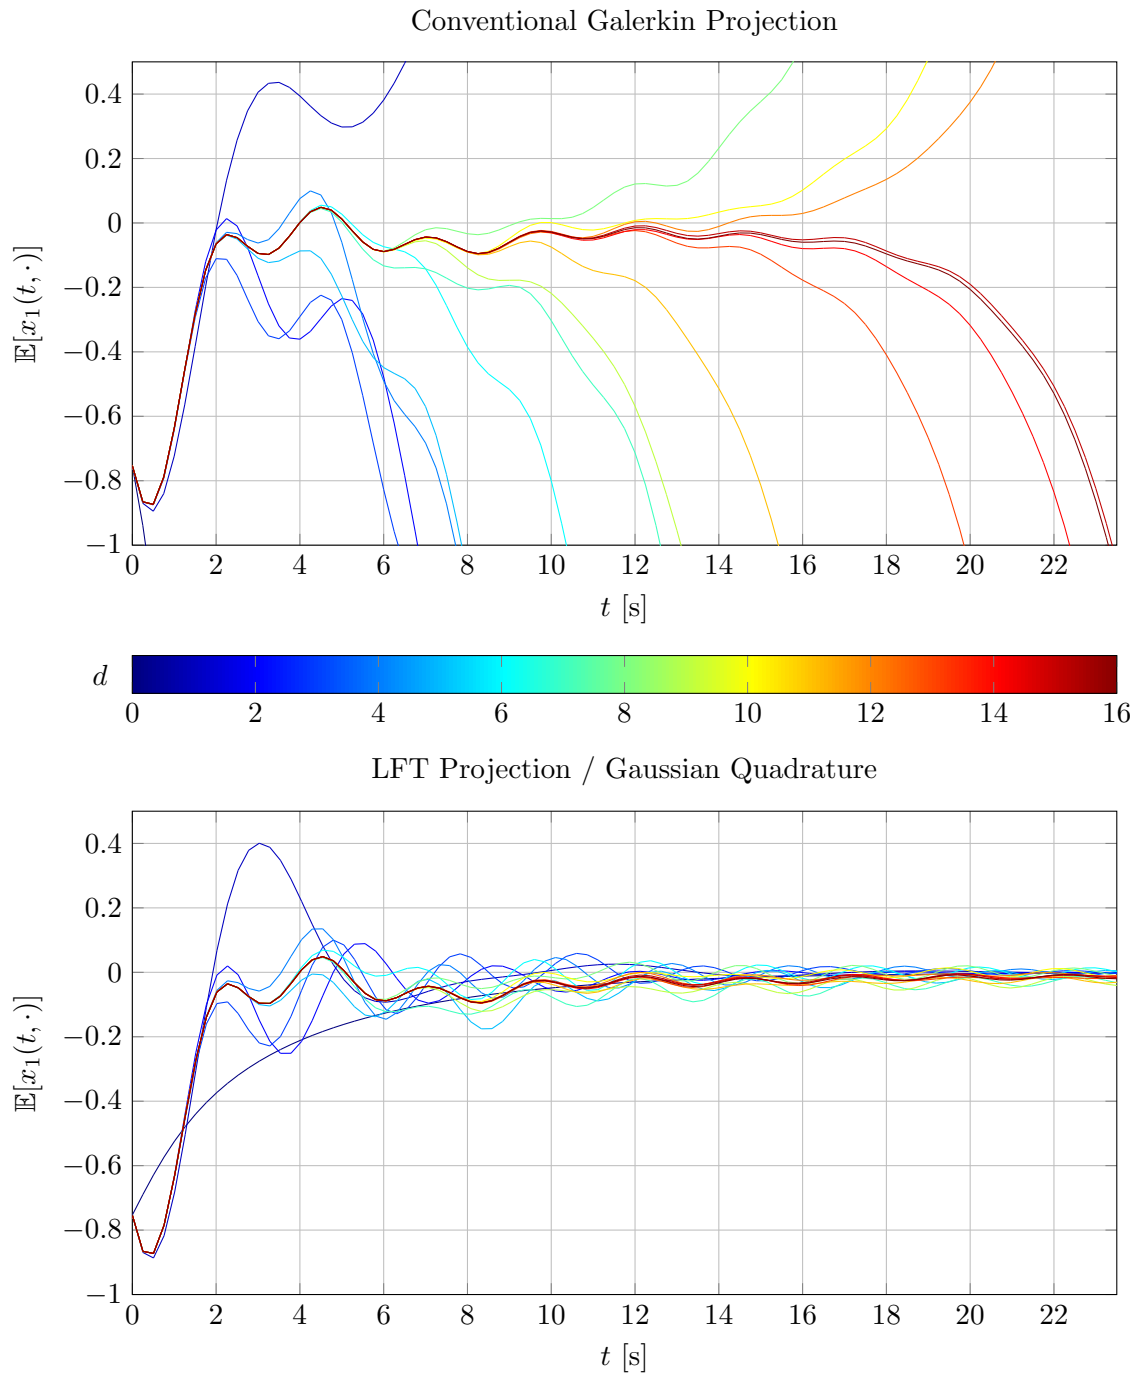 Conventional Galerkin Projection
0.4
0.2
0
−0.2
−0.4
−0.6
−0.8
−1
𝔼[x₁(t, ·)]
0 2 4 6 8 10 12 14 16 18 20 22
t [s]
d
0 2 4 6 8 10 12 14 16
LFT Projection / Gaussian Quadrature
0.4
0.2
0
−0.2
−0.4
−0.6
−0.8
−1
𝔼[x₁(t, ·)]
0 2 4 6 8 10 12 14 16 18 20 22
t [s]